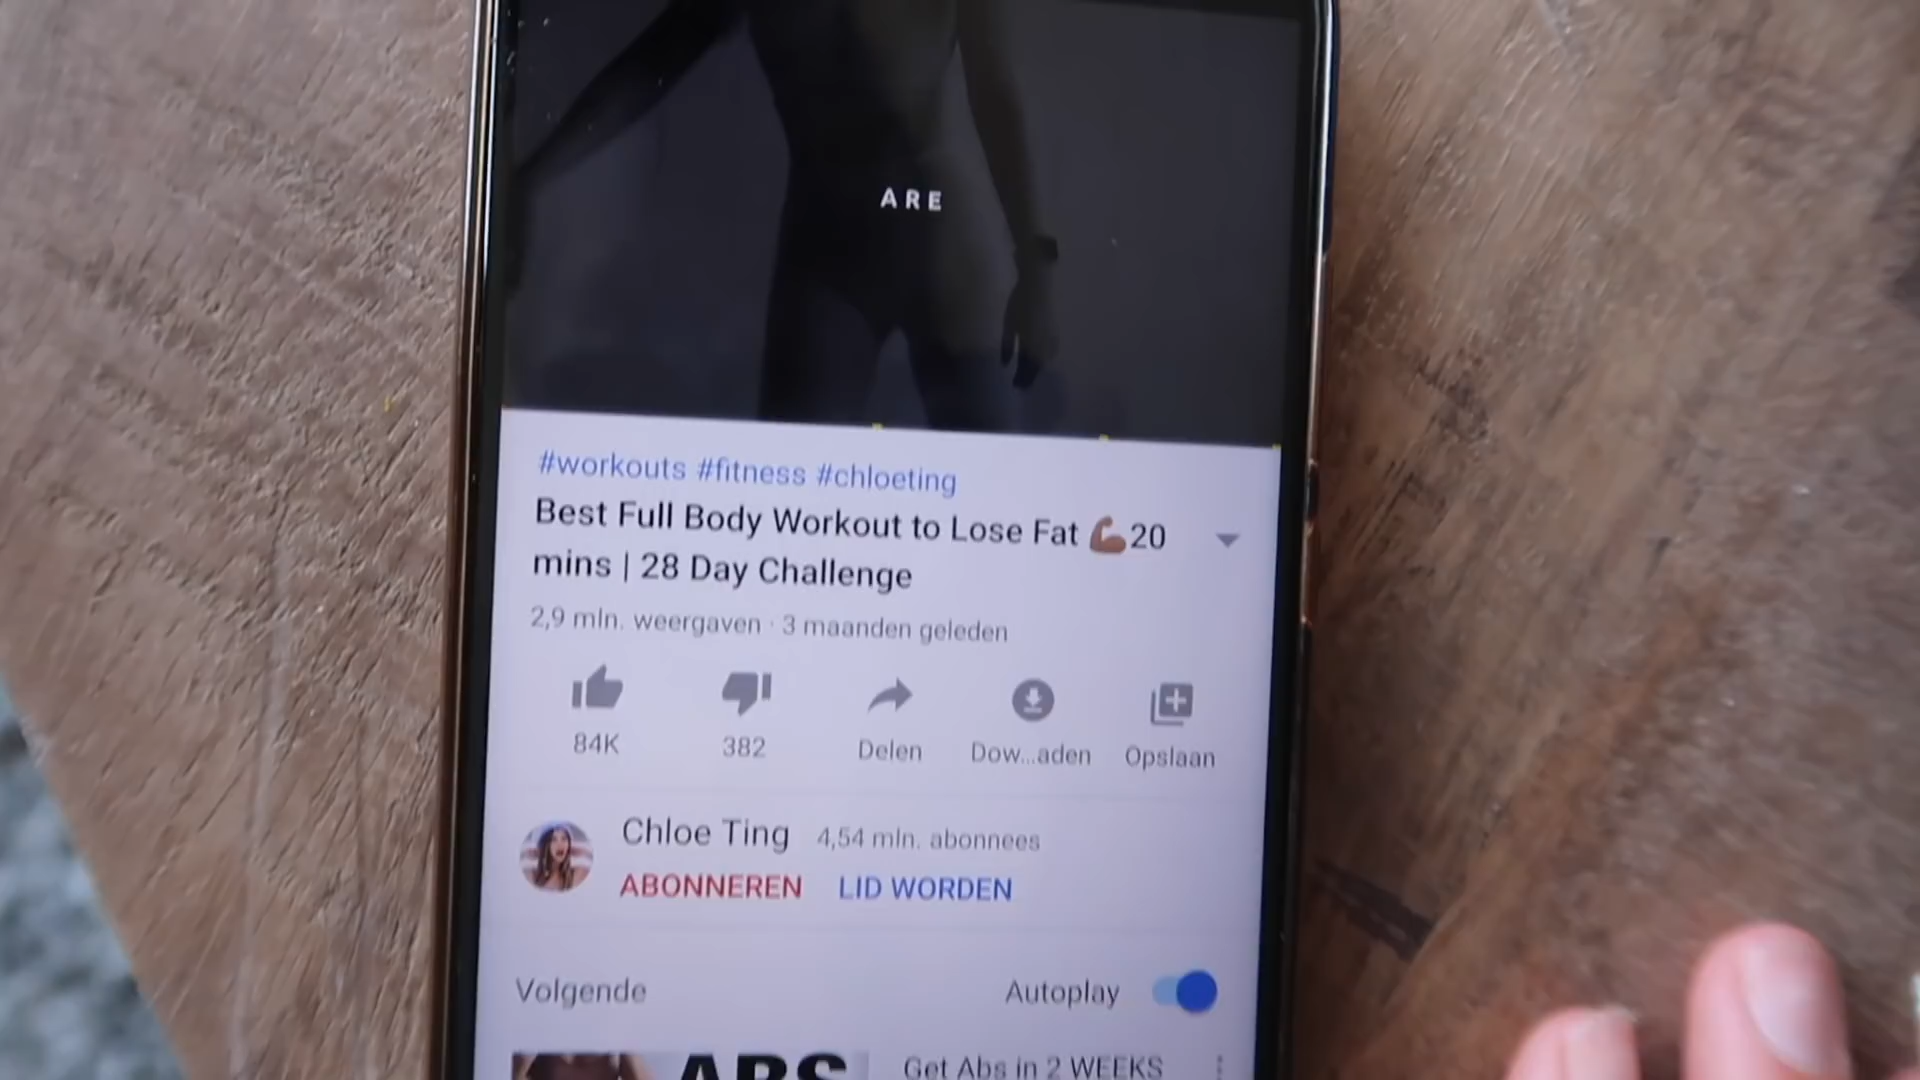 ARE
#workouts #fitness #chloeting
Best Full Body Workout to Lose Fat 💪🏾20
mins | 28 Day Challenge
2,9 mln. weergaven · 3 maanden geleden
84K 382 Delen Dow...aden Opslaan
Chloe Ting 4,54 mln. abonnees
ABONNEREN LID WORDEN
Volgende Autoplay
ABS Get Abs in 2 WEEKS